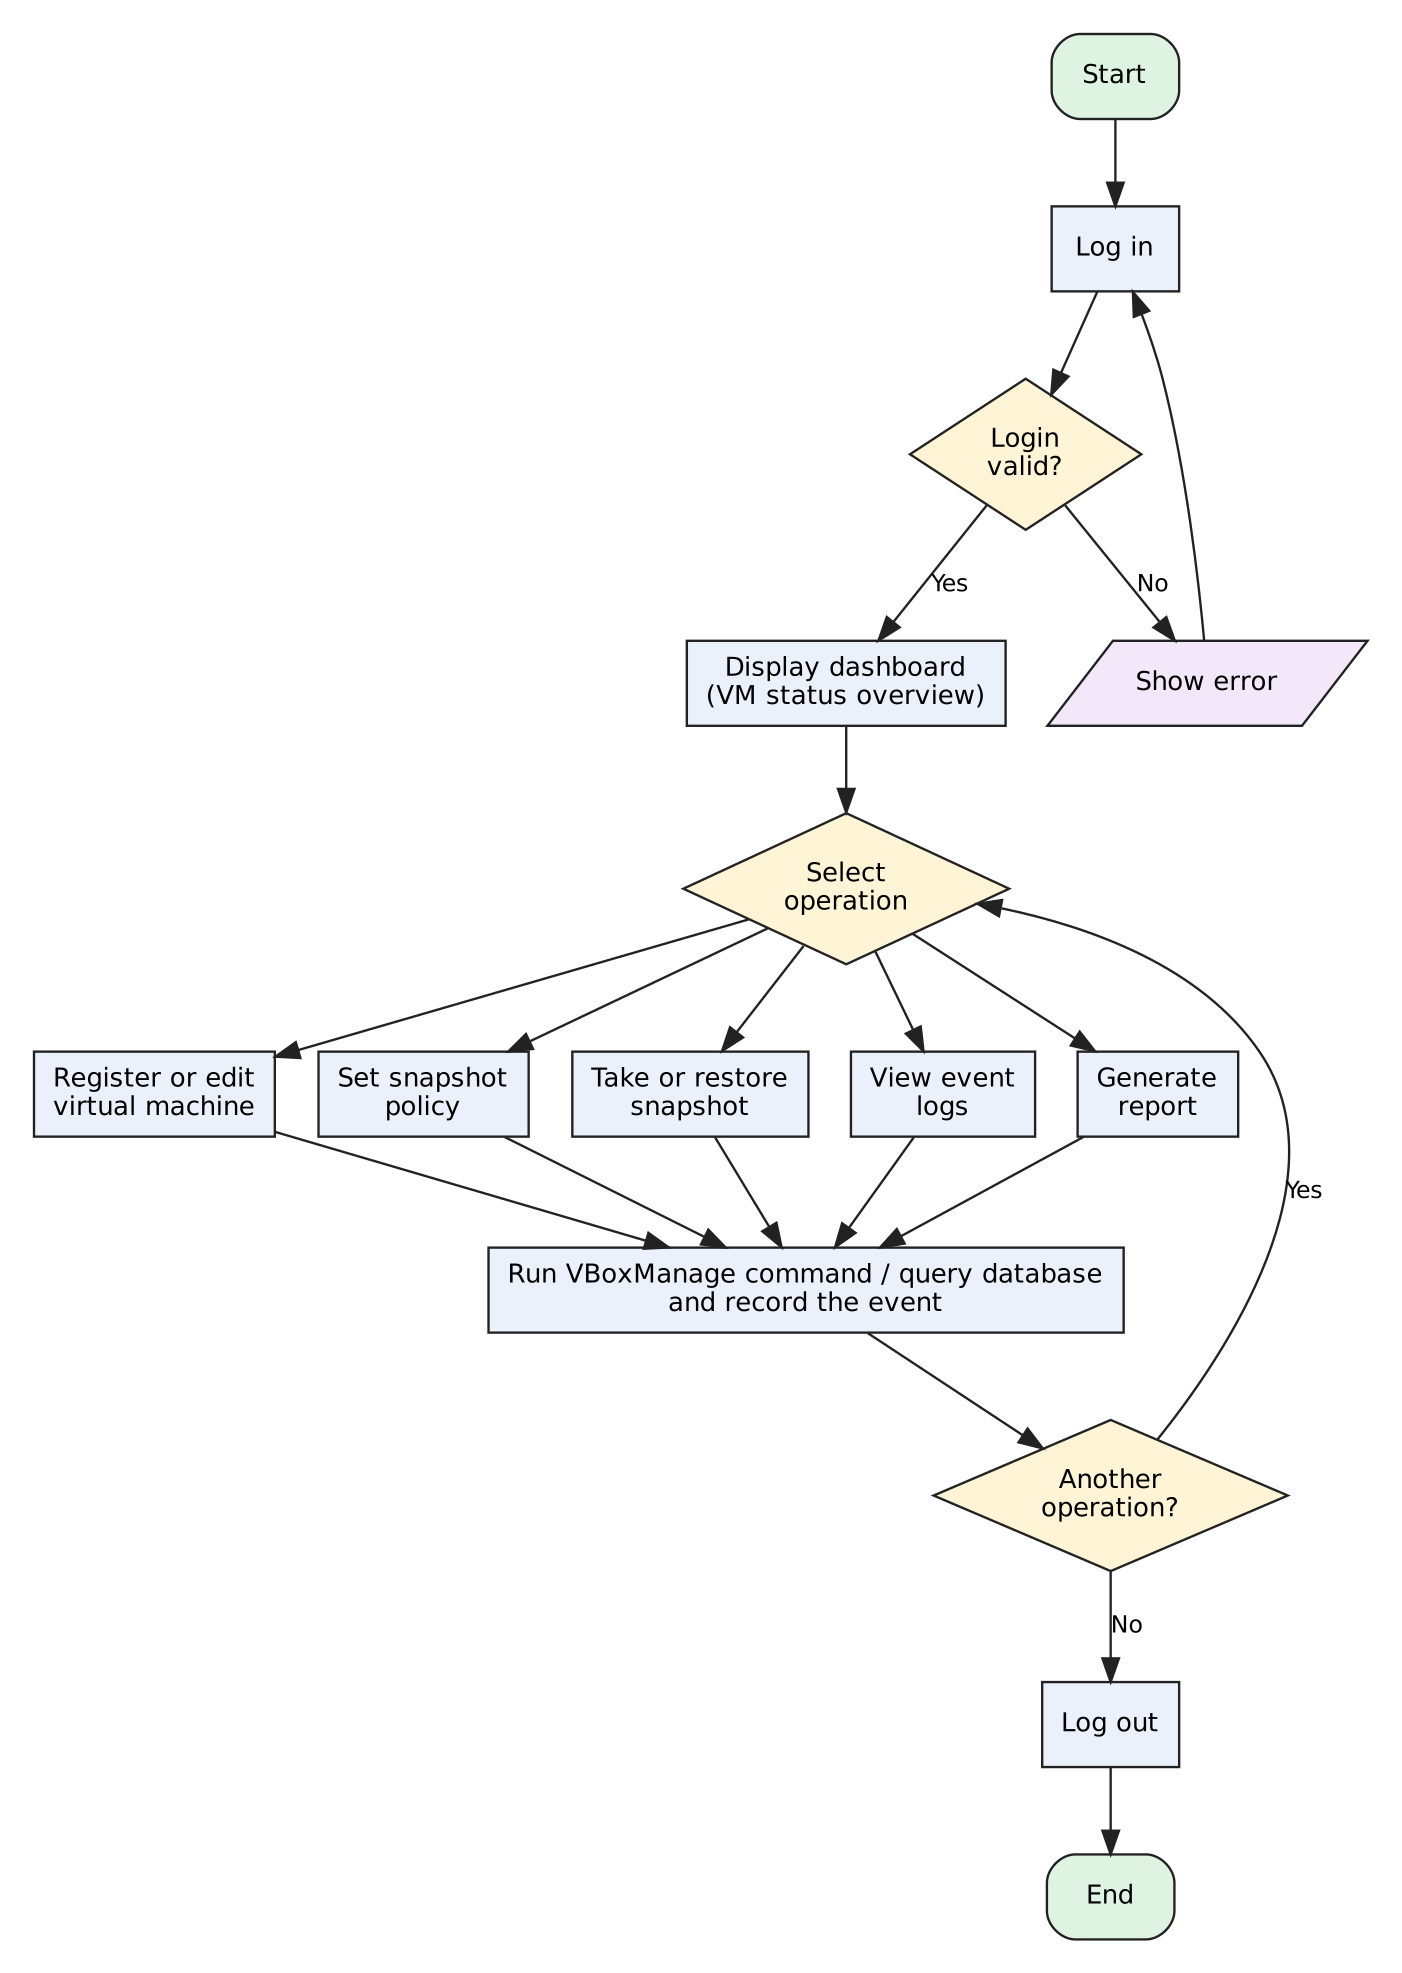 Start
Log in
Login
valid?
Yes
No
Display dashboard
(VM status overview)
Show error
Select
operation
Register or edit
virtual machine
Set snapshot
policy
Take or restore
snapshot
View event
logs
Generate
report
Yes
Run VBoxManage command / query database
and record the event
Another
operation?
No
Log out
End